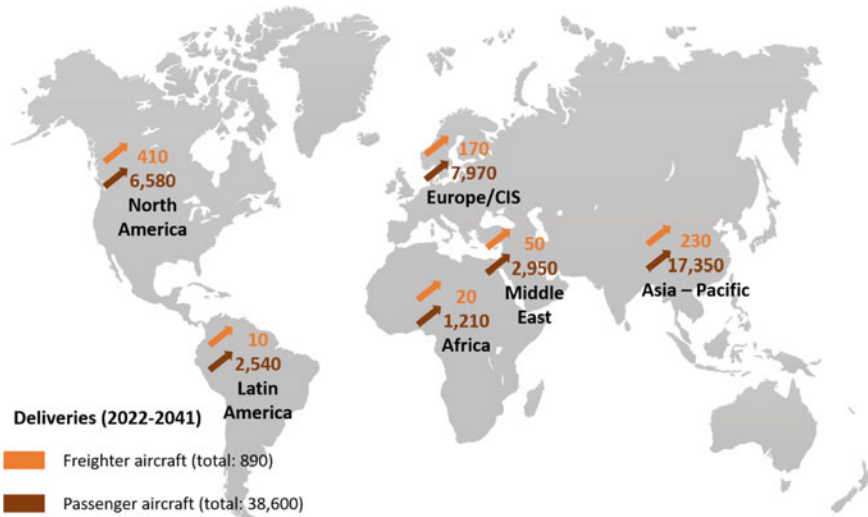 410
6,580
North
America
170
7,970
Europe/CIS
50
2,950
Middle
East
230
17,350
Asia – Pacific
20
1,210
Africa
10
2,540
Latin
America
Deliveries (2022-2041)
Freighter aircraft (total: 890)
Passenger aircraft (total: 38,600)